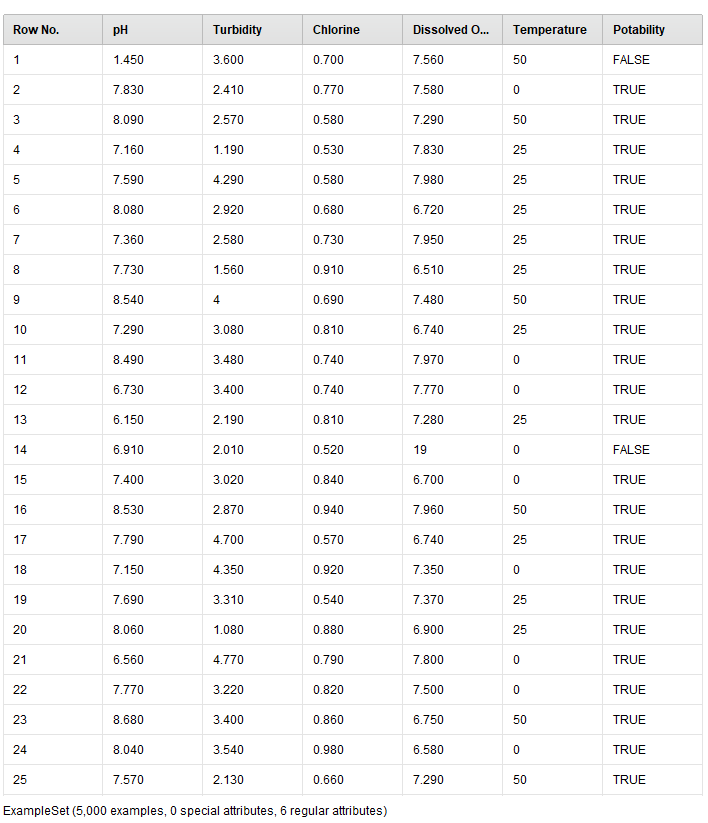 Row No. pH Turbidity Chlorine Dissolved O... Temperature Potability
1 1.450 3.600 0.700 7.560 50 FALSE
2 7.830 2.410 0.770 7.580 0 TRUE
3 8.090 2.570 0.580 7.290 50 TRUE
4 7.160 1.190 0.530 7.830 25 TRUE
5 7.590 4.290 0.580 7.980 25 TRUE
6 8.080 2.920 0.680 6.720 25 TRUE
7 7.360 2.580 0.730 7.950 25 TRUE
8 7.730 1.560 0.910 6.510 25 TRUE
9 8.540 4 0.690 7.480 50 TRUE
10 7.290 3.080 0.810 6.740 25 TRUE
11 8.490 3.480 0.740 7.970 0 TRUE
12 6.730 3.400 0.740 7.770 0 TRUE
13 6.150 2.190 0.810 7.280 25 TRUE
14 6.910 2.010 0.520 19 0 FALSE
15 7.400 3.020 0.840 6.700 0 TRUE
16 8.530 2.870 0.940 7.960 50 TRUE
17 7.790 4.700 0.570 6.740 25 TRUE
18 7.150 4.350 0.920 7.350 0 TRUE
19 7.690 3.310 0.540 7.370 25 TRUE
20 8.060 1.080 0.880 6.900 25 TRUE
21 6.560 4.770 0.790 7.800 0 TRUE
22 7.770 3.220 0.820 7.500 0 TRUE
23 8.680 3.400 0.860 6.750 50 TRUE
24 8.040 3.540 0.980 6.580 0 TRUE
25 7.570 2.130 0.660 7.290 50 TRUE
ExampleSet (5,000 examples, 0 special attributes, 6 regular attributes)